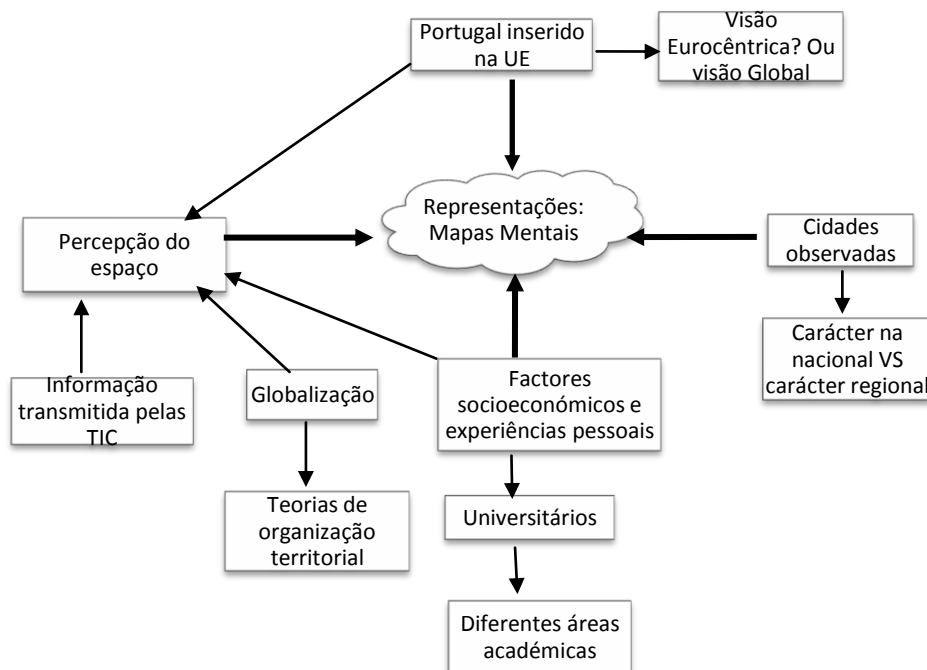 Portugal inserido
na UE
Visão
Eurocêntrica? Ou
visão Global
Representações:
Mapas Mentais
Percepção do
espaço
Cidades
observadas
Carácter na
nacional VS
carácter regional
Informação
transmitida pelas
TIC
Globalização
Factores
socioeconómicos e
experiências pessoais
Teorias de
organização
territorial
Universitários
Diferentes áreas
académicas